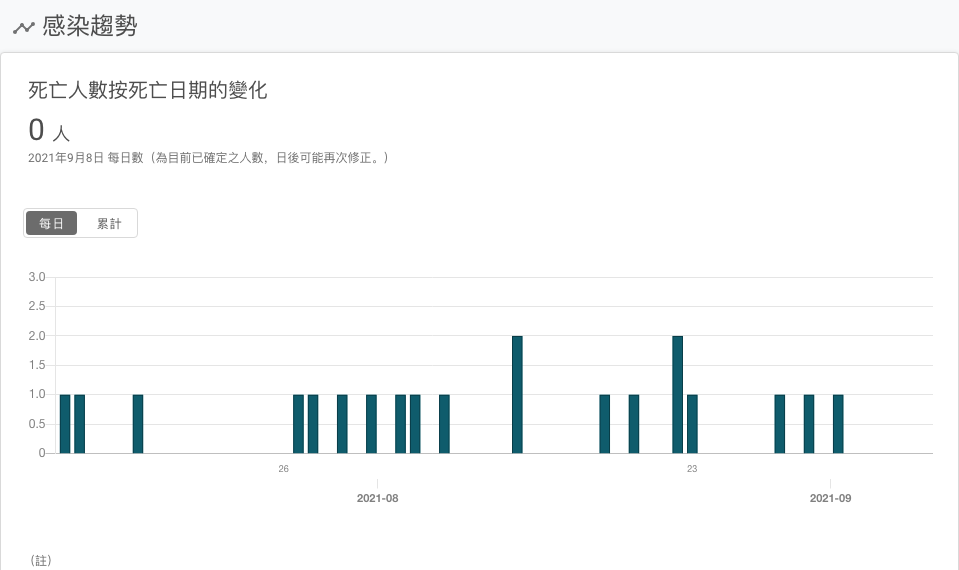 感染趨勢
死亡人數按死亡日期的變化
0 人
2021年9月8日 每日數（為目前已確定之人數，日後可能再次修正。）
每日 累計
3.0
2.5
2.0
1.5
1.0
0.5
0
26 23
2021-08 2021-09
（註）